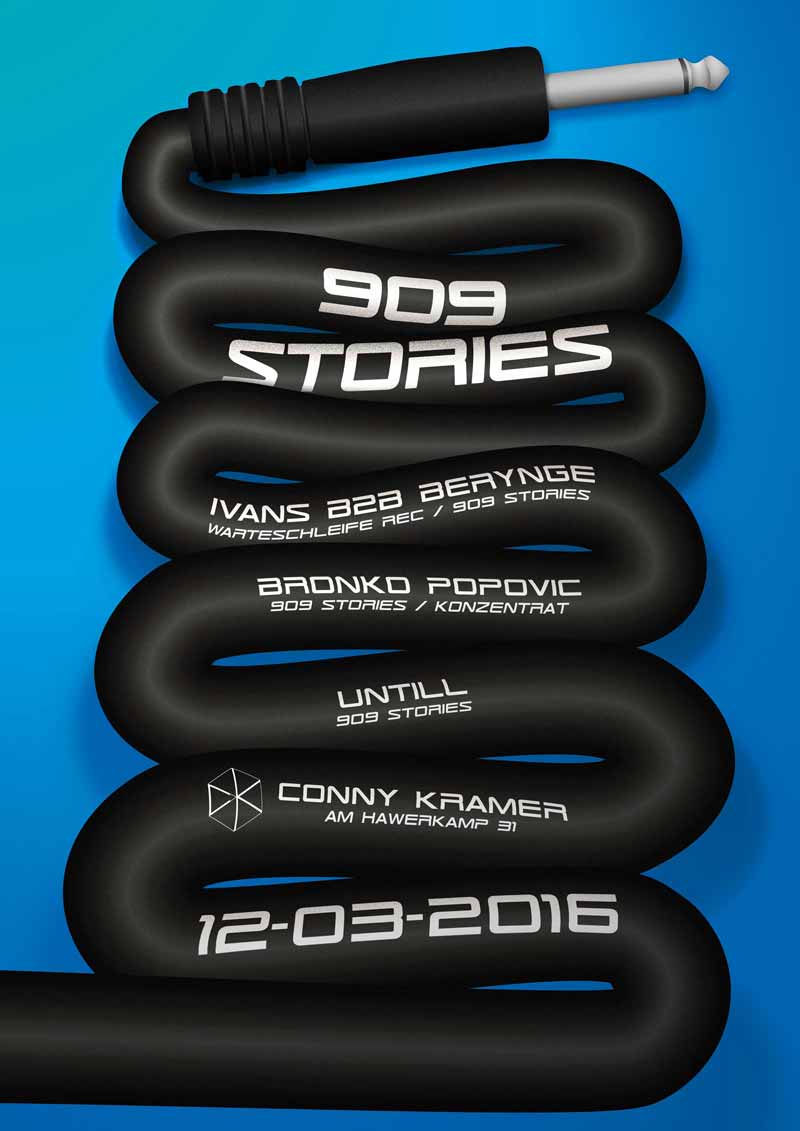 909
STORIES
IVANS B2B BERYNGE
WARTESCHLEIFE REC / 909 STORIES
BRONKO POPOVIC
909 STORIES / KONZENTRAT
UNTILL
909 STORIES
CONNY KRAMER
AM HAWERKAMP 31
12-03-2016